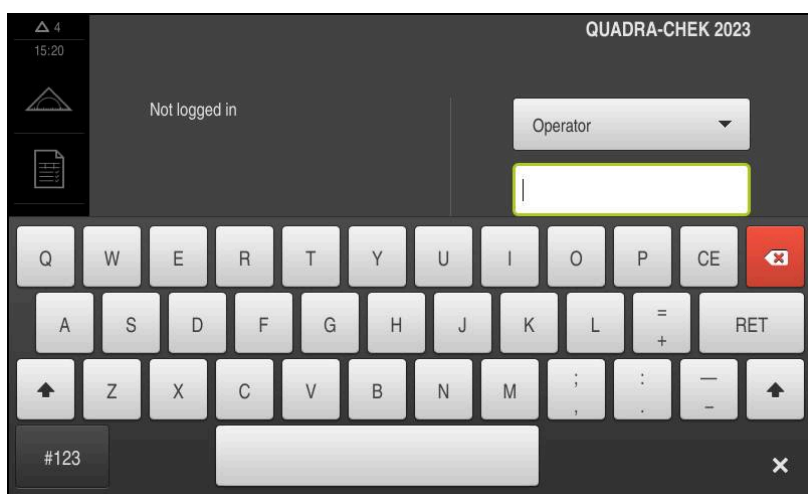 4
QUADRA-CHEK 2023
15:20
Not logged in
Operator
Q W E R T Y U I O P CE
A S D F G H J K L = + RET
Z X C V B N M ; , : . — –
#123